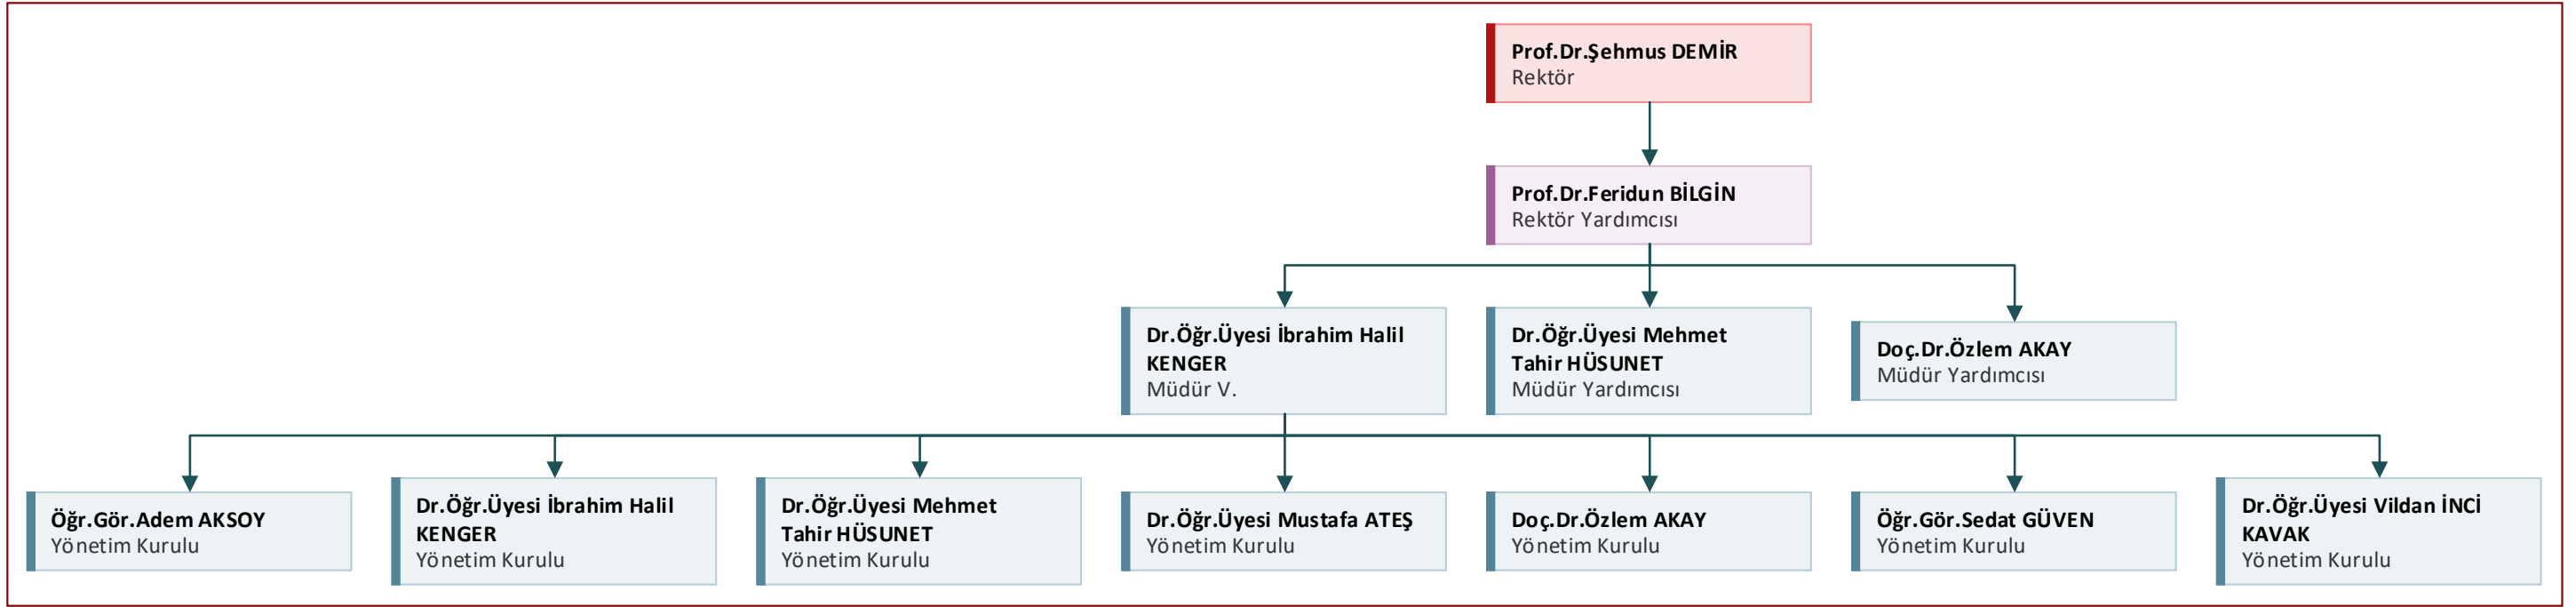 Prof.Dr.Şehmus DEMİR
Rektör
Prof.Dr.Feridun BİLGİN
Rektör Yardımcısı
Dr.Öğr.Üyesi İbrahim Halil
KENGER
Müdür V.
Dr.Öğr.Üyesi Mehmet
Tahir HÜSUNET
Müdür Yardımcısı
Doç.Dr.Özlem AKAY
Müdür Yardımcısı
Öğr.Gör.Adem AKSOY
Yönetim Kurulu
Dr.Öğr.Üyesi İbrahim Halil
KENGER
Yönetim Kurulu
Dr.Öğr.Üyesi Mehmet
Tahir HÜSUNET
Yönetim Kurulu
Dr.Öğr.Üyesi Mustafa ATEŞ
Yönetim Kurulu
Doç.Dr.Özlem AKAY
Yönetim Kurulu
Öğr.Gör.Sedat GÜVEN
Yönetim Kurulu
Dr.Öğr.Üyesi Vildan İNCİ
KAVAK
Yönetim Kurulu